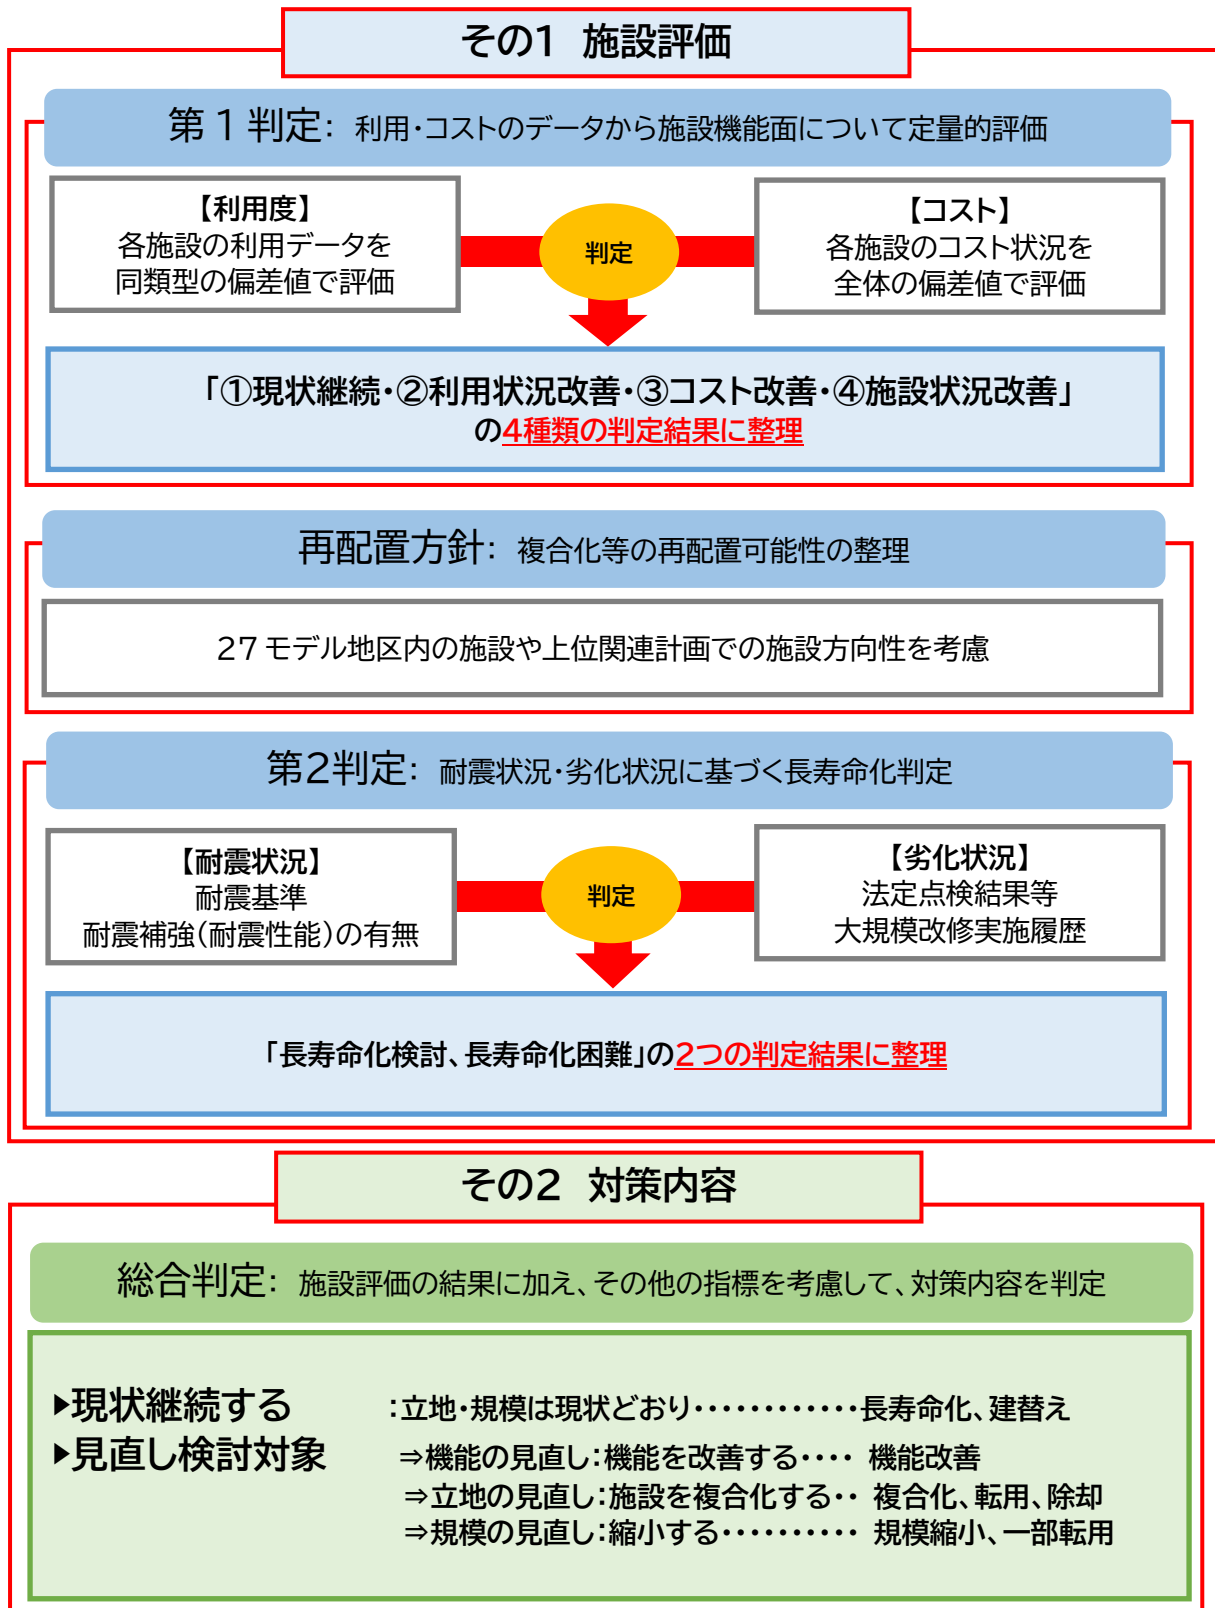 その1 施設評価
第１判定： 利用・コストのデータから施設機能面について定量的評価
【利用度】
各施設の利用データを
同類型の偏差値で評価
判定
【コスト】
各施設のコスト状況を
全体の偏差値で評価
「①現状継続・②利用状況改善・③コスト改善・④施設状況改善」
の4種類の判定結果に整理
再配置方針： 複合化等の再配置可能性の整理
27モデル地区内の施設や上位関連計画での施設方向性を考慮
第2判定： 耐震状況・劣化状況に基づく長寿命化判定
【耐震状況】
耐震基準
耐震補強（耐震性能）の有無
判定
【劣化状況】
法定点検結果等
大規模改修実施履歴
「長寿命化検討、長寿命化困難」の2つの判定結果に整理
その2 対策内容
総合判定： 施設評価の結果に加え、その他の指標を考慮して、対策内容を判定
▶現状継続する ：立地・規模は現状どおり・・・・・・・・・・・・長寿命化、建替え
▶見直し検討対象 ⇒機能の見直し：機能を改善する・・・・ 機能改善
⇒立地の見直し：施設を複合化する・・ 複合化、転用、除却
⇒規模の見直し：縮小する・・・・・・・・・・ 規模縮小、一部転用